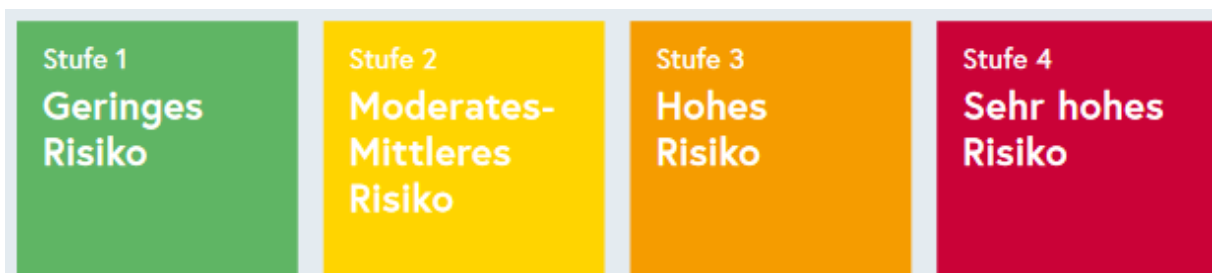 Stufe 1
Geringes
Risiko
Stufe 2
Moderates-
Mittleres
Risiko
Stufe 3
Hohes
Risiko
Stufe 4
Sehr hohes
Risiko